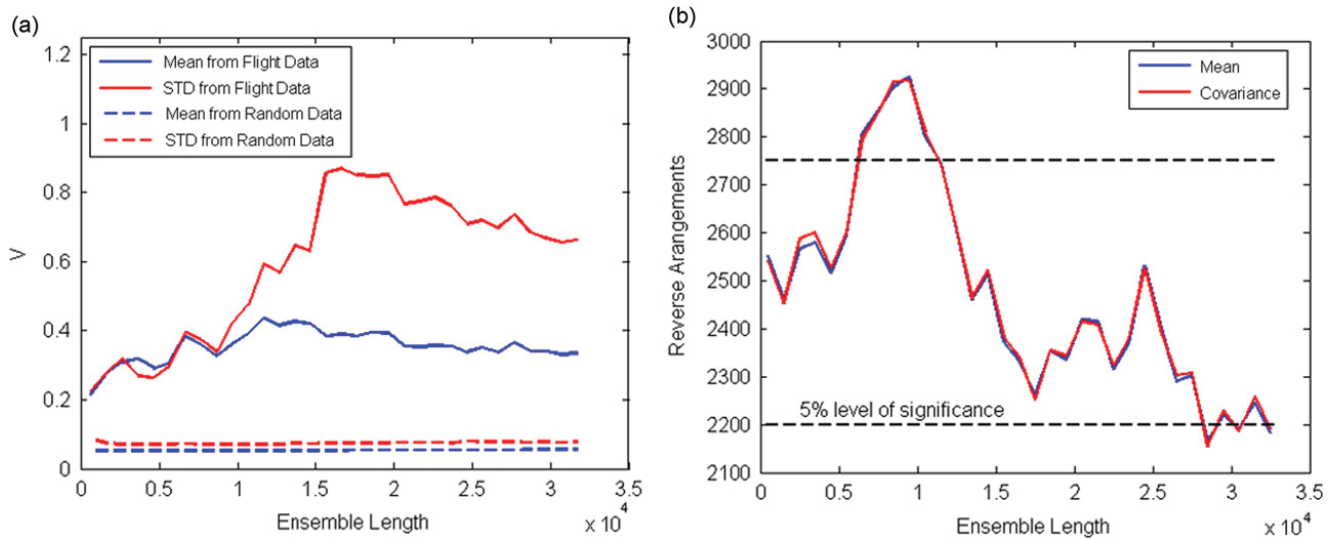 (a)
1.2
1
0.8
0.6
0.4
0.2
0
V
Mean from Flight Data
STD from Flight Data
Mean from Random Data
STD from Random Data
0 0.5 1 1.5 2 2.5 3 3.5
Ensemble Length
x 10^4
(b)
3000
2900
2800
2700
2600
2500
2400
2300
2200
2100
Reverse Arangements
Mean
Covariance
5% level of significance
0 0.5 1 1.5 2 2.5 3 3.5
Ensemble Length
x 10^4